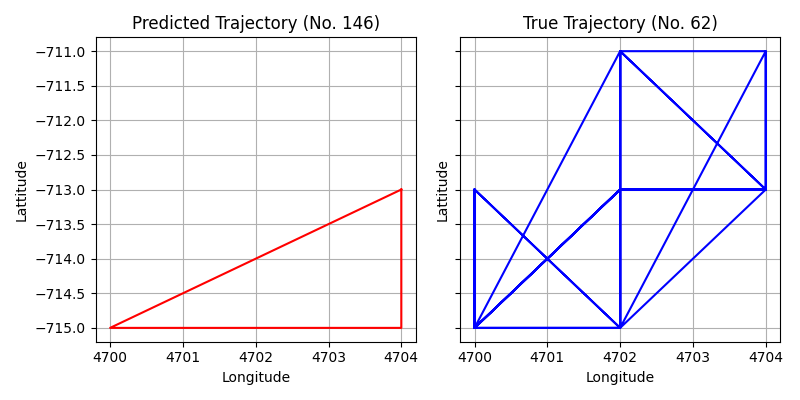 Predicted Trajectory (No. 146)
True Trajectory (No. 62)
Lattitude
−711.0
−711.5
−712.0
−712.5
−713.0
−713.5
−714.0
−714.5
−715.0
4700 4701 4702 4703 4704
Longitude
Lattitude
4700 4701 4702 4703 4704
Longitude